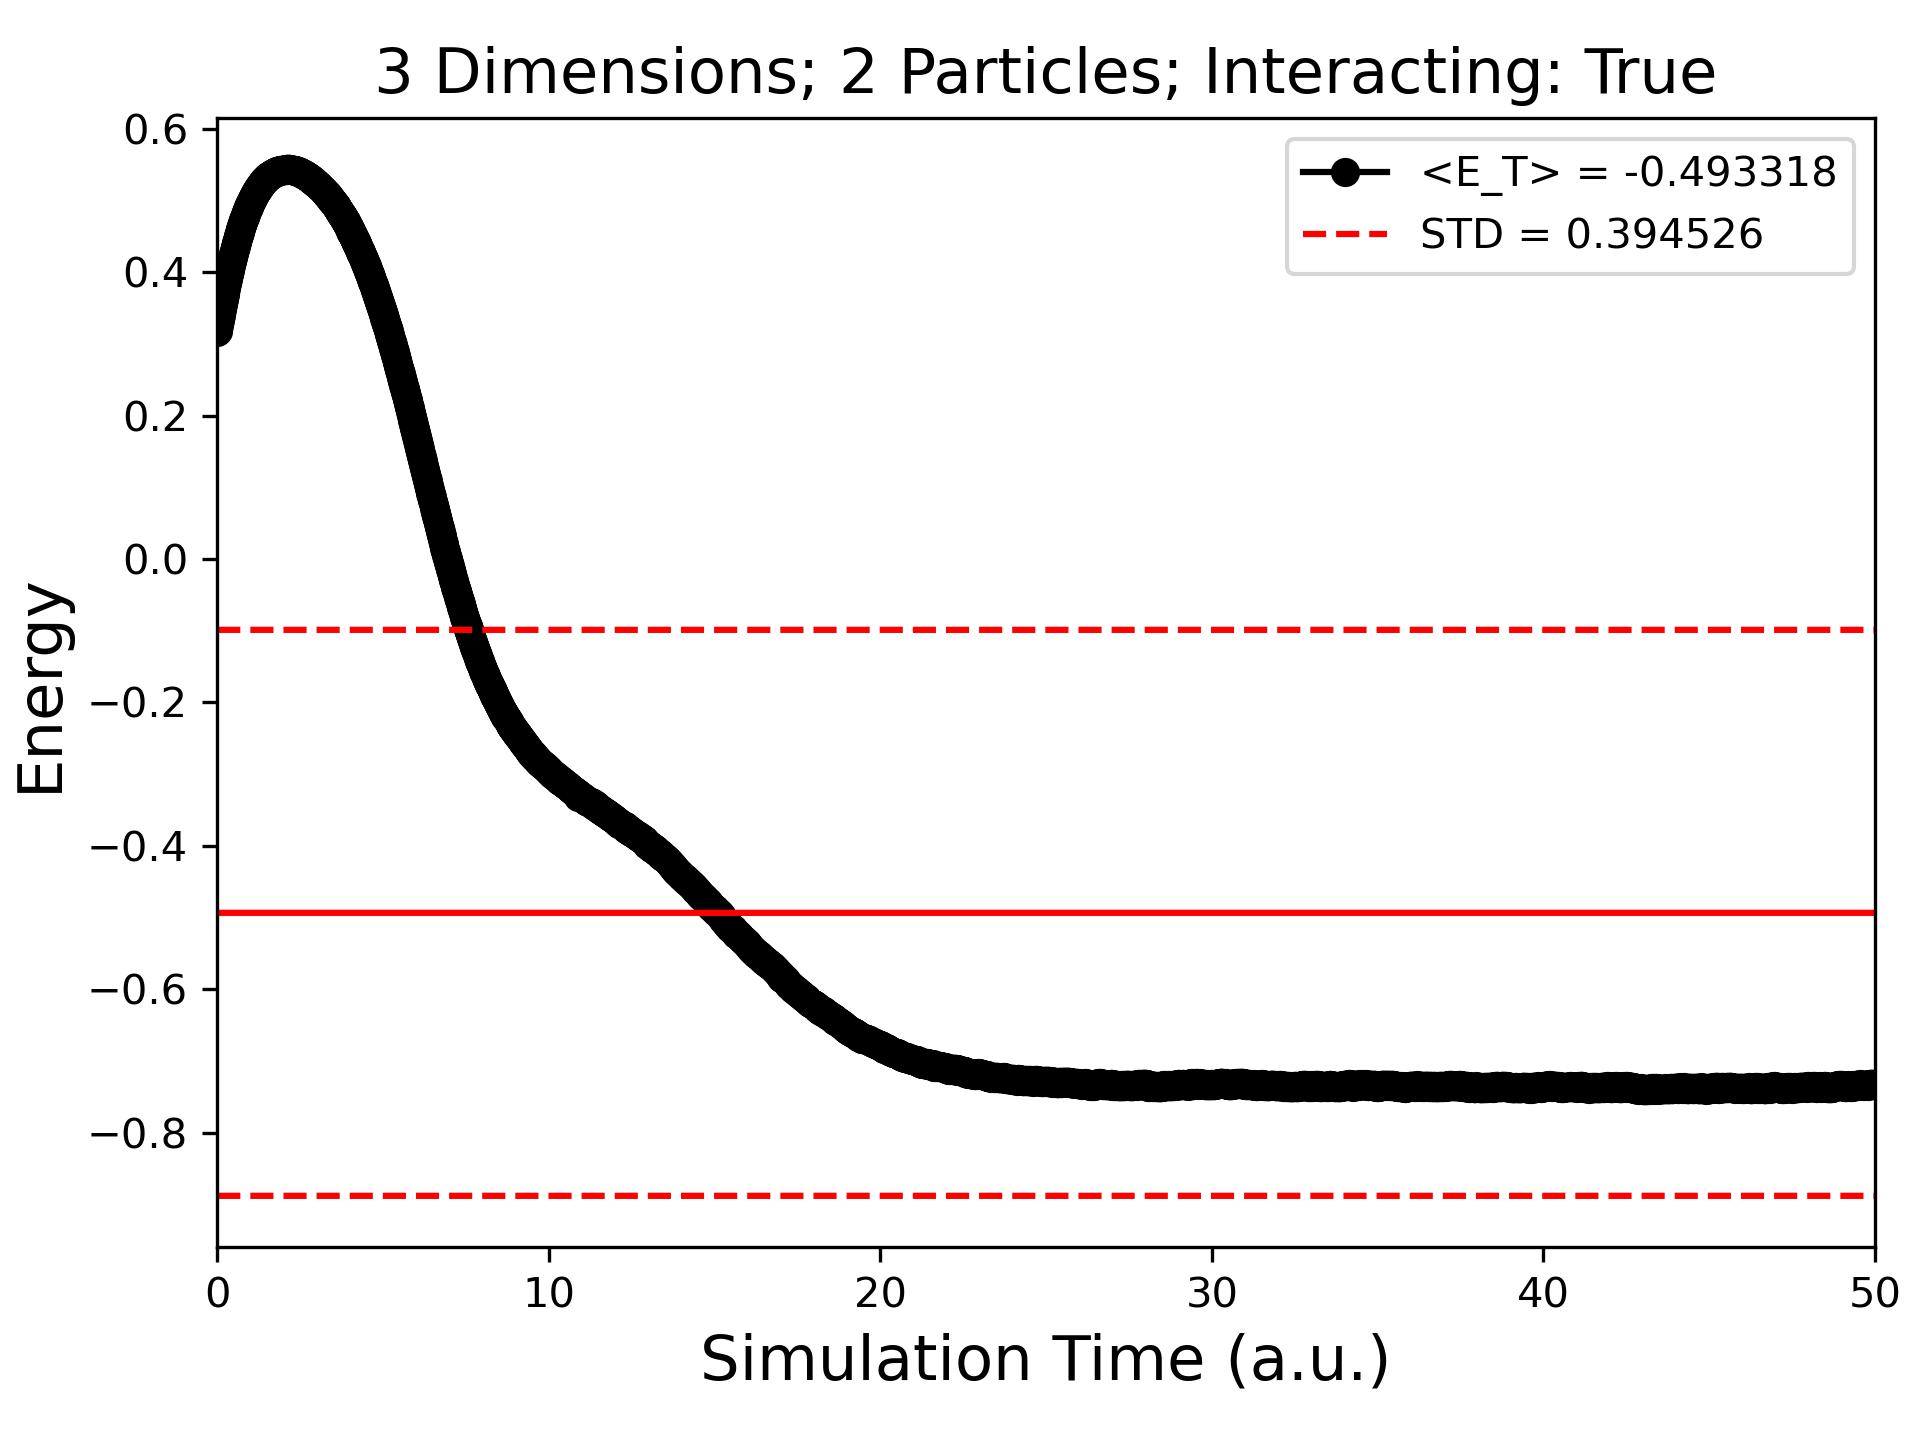 3 Dimensions; 2 Particles; Interacting: True
<E_T> = -0.493318
STD = 0.394526
Energy
0.6
0.4
0.2
0.0
−0.2
−0.4
−0.6
−0.8
0 10 20 30 40 50
Simulation Time (a.u.)